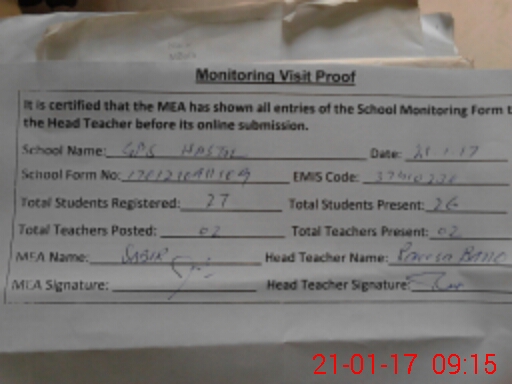 Monitoring Visit Proof
It is certified that the MEA has shown all entries of the School Monitoring Form t
the Head Teacher before its online submission.
School Name: GPS Date: 21.1.17
School Form No: EMIS Code:
Total Students Registered: 27 Total Students Present: 26
Total Teachers Posted: 02 Total Teachers Present: 02
MEA Name: SABIR Head Teacher Name:
MEA Signature: Head Teacher Signature:
21-01-17 09:15